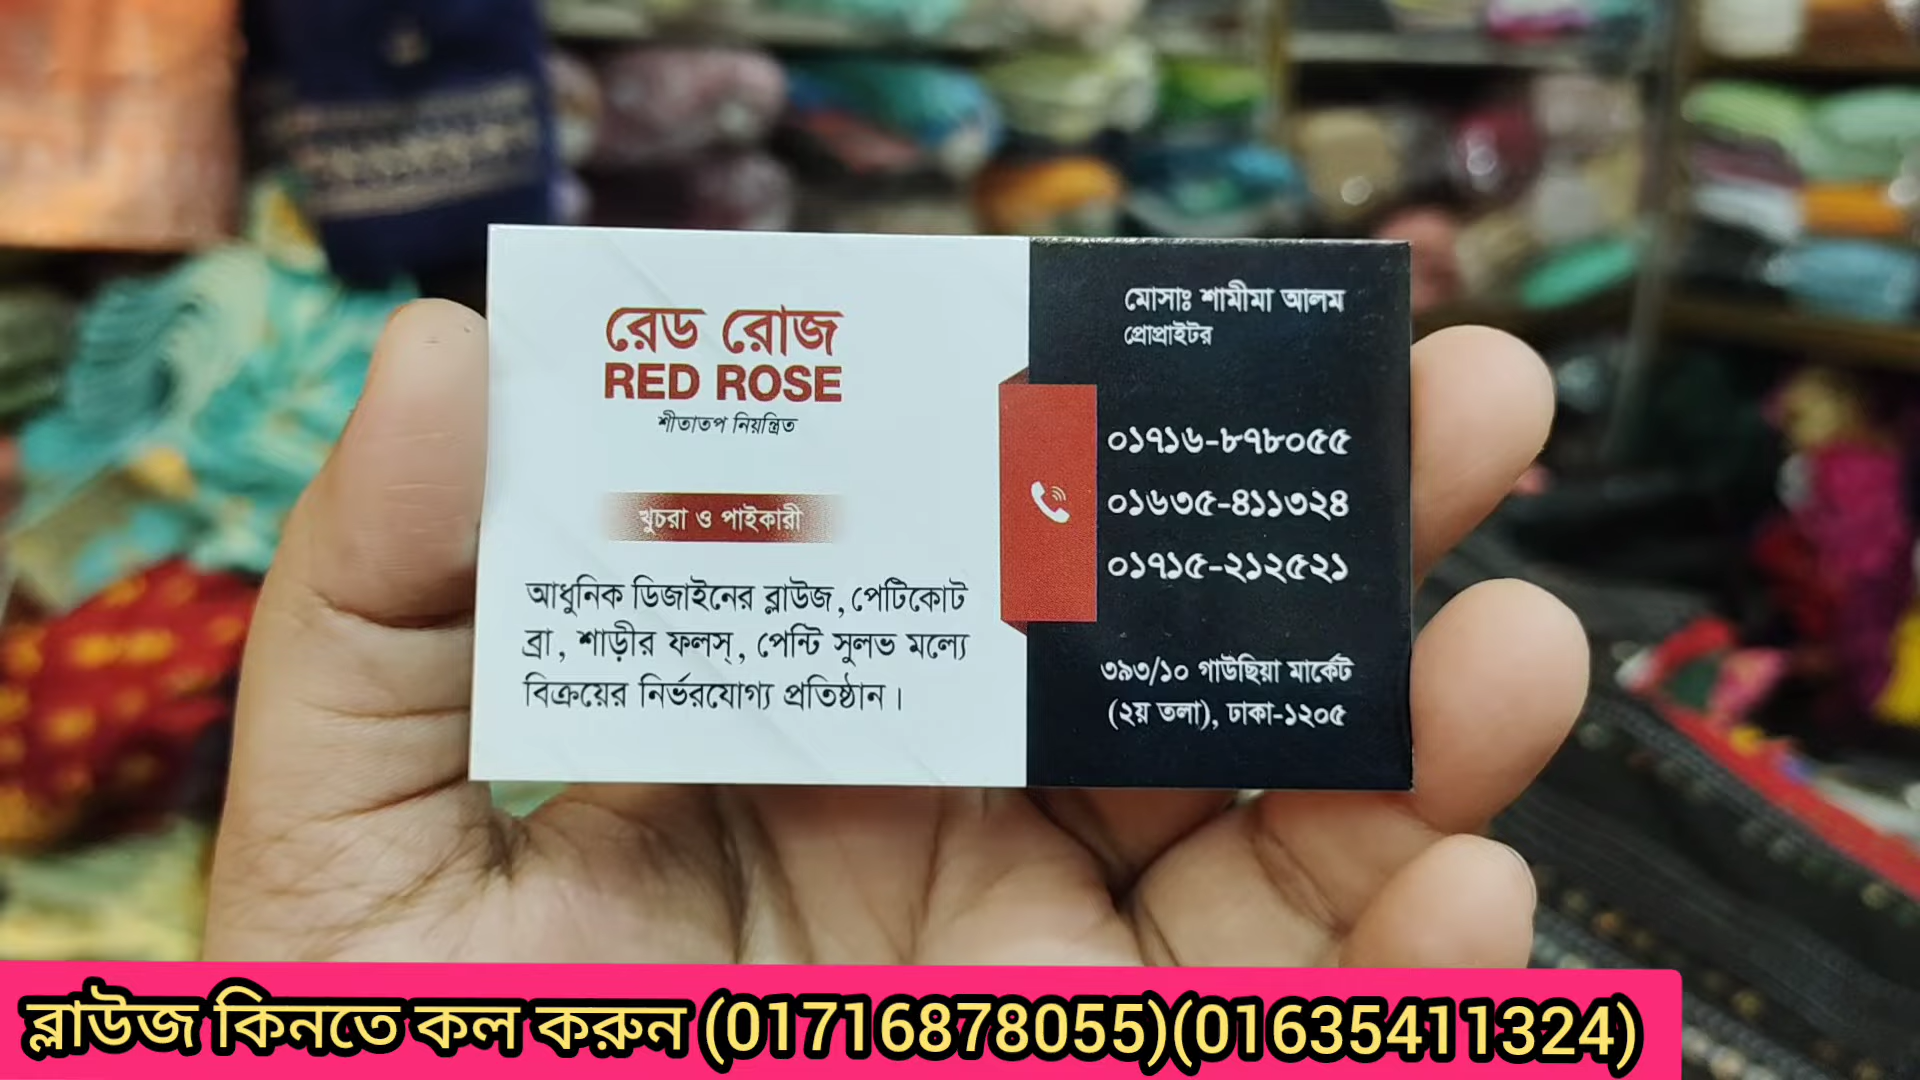 রেড রোজ
RED ROSE
শীতাতপ নিয়ন্ত্রিত
খুচরা ও পাইকারী
আধুনিক ডিজাইনের ব্লাউজ, পেটিকোট
ব্রা, শাড়ীর ফলস্, পেন্টি সুলভ মল্যে
বিক্রয়ের নির্ভরযোগ্য প্রতিষ্ঠান।
মোসাঃ শামীমা আলম
প্রোপ্রাইটর
০১৭১৬-৮৭৮০৫৫
০১৬৩৫-৪১১৩২৪
০১৭১৫-২১২৫২১
৩৯৩/১০ গাউছিয়া মার্কেট
(২য় তলা), ঢাকা-১২০৫
ব্লাউজ কিনতে কল করুন (01716878055)(01635411324)